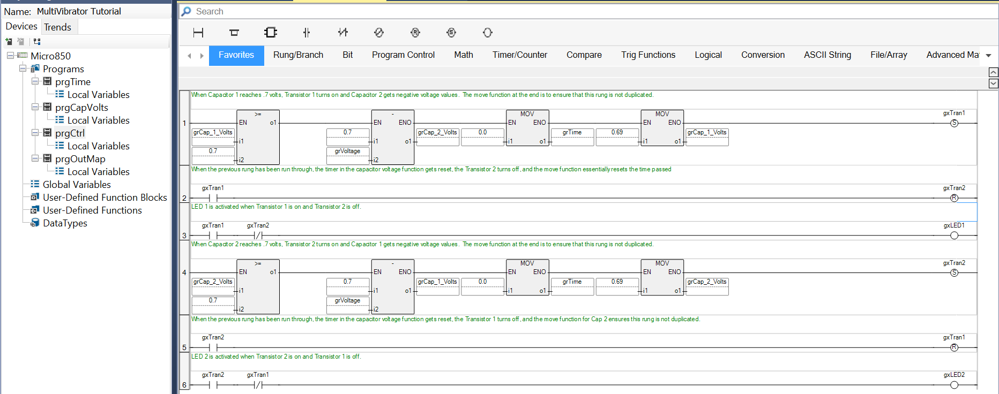 Name: MultiVibrator Tutorial
Devices Trends
Micro850
Programs
prgTime
Local Variables
prgCapVolts
Local Variables
prgCtrl
Local Variables
prgOutMap
Local Variables
Global Variables
User-Defined Function Blocks
User-Defined Functions
DataTypes
Search
Favorites Rung/Branch Bit Program Control Math Timer/Counter Compare Trig Functions Logical Conversion ASCII String File/Array Advanced Ma
When Capacitor 1 reaches .7 volts, Transistor 1 turns on and Capacitor 2 gets negative voltage values. The move function at the end is to ensure that this rung is not duplicated.
>= - MOV MOV gxTran1
1 EN o1 EN ENO EN ENO EN ENO S
grCap_1_Volts 0.7 grCap_2_Volts 0.0 grTime 0.69 grCap_1_Volts
i1 i1 o1 i1 o1 i1 o1
0.7 grVoltage
i2 i2
When the previous rung has been run through, the timer in the capacitor voltage function gets reset, the Transistor 2 turns off, and the move function essentially resets the time passed
gxTran1 gxTran2
2 R
LED 1 is activated when Transistor 1 is on and Transistor 2 is off.
gxTran1 gxTran2 gxLED1
3
When Capacitor 2 reaches .7 volts, Transistor 2 turns on and Capacitor 1 gets negative voltage values. The move function at the end is to ensure that this rung is not duplicated.
>= - MOV MOV gxTran2
4 EN o1 EN ENO EN ENO EN ENO S
grCap_2_Volts 0.7 grCap_1_Volts 0.0 grTime 0.69 grCap_2_Volts
i1 i1 o1 i1 o1 i1 o1
0.7 grVoltage
i2 i2
When the previous rung has been run through, the timer in the capacitor voltage function gets reset, the Transistor 1 turns off, and the move function for Cap 2 ensures this rung is not duplicated.
gxTran2 gxTran1
5 R
LED 2 is activated when Transistor 2 is on and Transistor 1 is off.
gxTran2 gxTran1 gxLED2
6